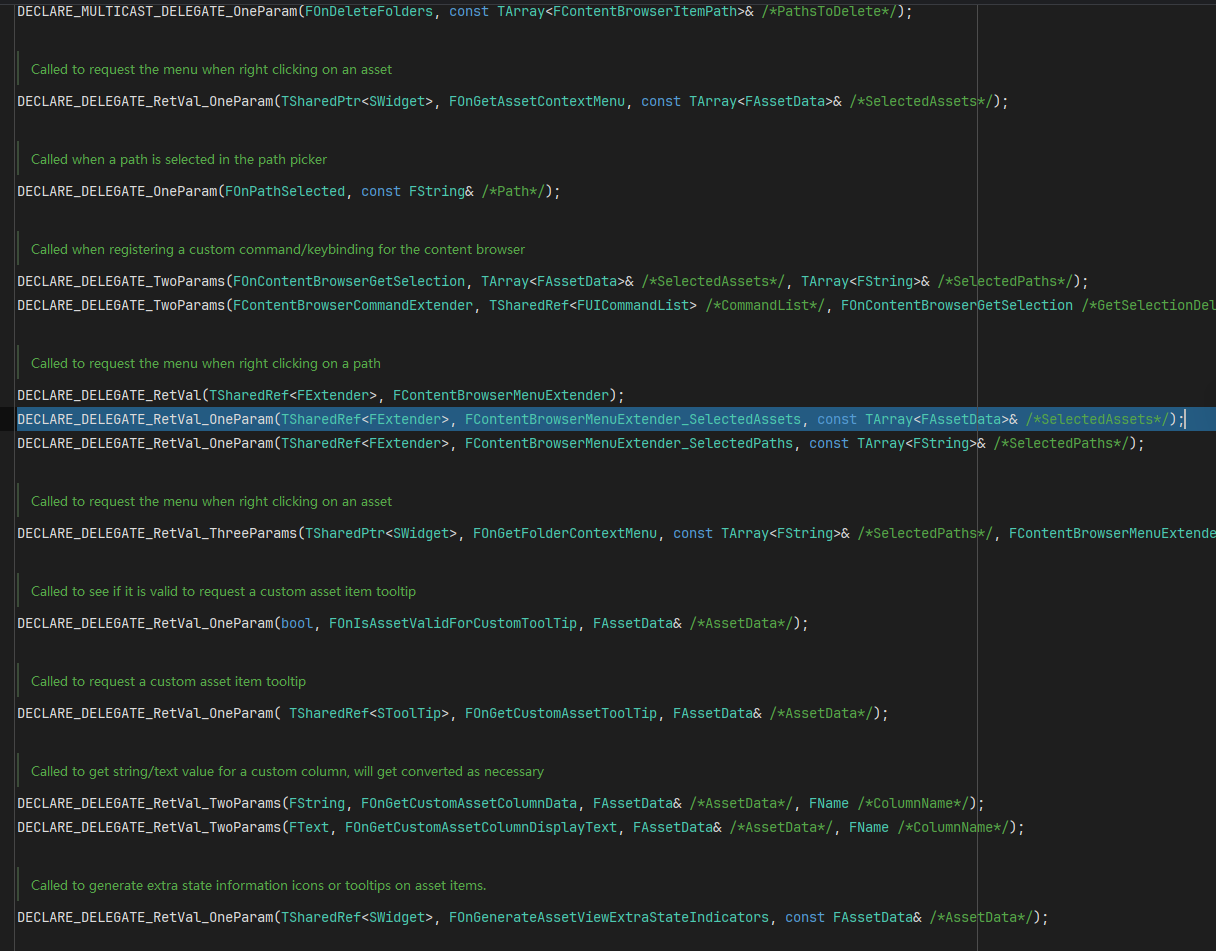 DECLARE_MULTICAST_DELEGATE_OneParam(FOnDeleteFolders, const TArray<FContentBrowserItemPath>& /*PathsToDelete*/);
Called to request the menu when right clicking on an asset
DECLARE_DELEGATE_RetVal_OneParam(TSharedPtr<SWidget>, FOnGetAssetContextMenu, const TArray<FAssetData>& /*SelectedAssets*/);
Called when a path is selected in the path picker
DECLARE_DELEGATE_OneParam(FOnPathSelected, const FString& /*Path*/);
Called when registering a custom command/keybinding for the content browser
DECLARE_DELEGATE_TwoParams(FOnContentBrowserGetSelection, TArray<FAssetData>& /*SelectedAssets*/, TArray<FString>& /*SelectedPaths*/);
DECLARE_DELEGATE_TwoParams(FContentBrowserCommandExtender, TSharedRef<FUICommandList> /*CommandList*/, FOnContentBrowserGetSelection /*GetSelectionDel
Called to request the menu when right clicking on a path
DECLARE_DELEGATE_RetVal(TSharedRef<FExtender>, FContentBrowserMenuExtender);
DECLARE_DELEGATE_RetVal_OneParam(TSharedRef<FExtender>, FContentBrowserMenuExtender_SelectedAssets, const TArray<FAssetData>& /*SelectedAssets*/);
DECLARE_DELEGATE_RetVal_OneParam(TSharedRef<FExtender>, FContentBrowserMenuExtender_SelectedPaths, const TArray<FString>& /*SelectedPaths*/);
Called to request the menu when right clicking on an asset
DECLARE_DELEGATE_RetVal_ThreeParams(TSharedPtr<SWidget>, FOnGetFolderContextMenu, const TArray<FString>& /*SelectedPaths*/, FContentBrowserMenuExtende
Called to see if it is valid to request a custom asset item tooltip
DECLARE_DELEGATE_RetVal_OneParam(bool, FOnIsAssetValidForCustomToolTip, FAssetData& /*AssetData*/);
Called to request a custom asset item tooltip
DECLARE_DELEGATE_RetVal_OneParam( TSharedRef<SToolTip>, FOnGetCustomAssetToolTip, FAssetData& /*AssetData*/);
Called to get string/text value for a custom column, will get converted as necessary
DECLARE_DELEGATE_RetVal_TwoParams(FString, FOnGetCustomAssetColumnData, FAssetData& /*AssetData*/, FName /*ColumnName*/);
DECLARE_DELEGATE_RetVal_TwoParams(FText, FOnGetCustomAssetColumnDisplayText, FAssetData& /*AssetData*/, FName /*ColumnName*/);
Called to generate extra state information icons or tooltips on asset items.
DECLARE_DELEGATE_RetVal_OneParam(TSharedRef<SWidget>, FOnGenerateAssetViewExtraStateIndicators, const FAssetData& /*AssetData*/);